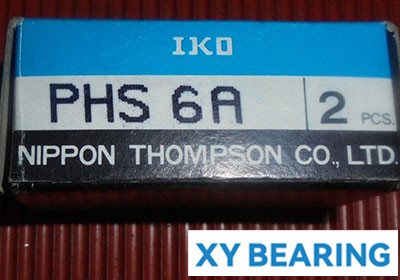 IKO
PHS 6A 2 PCS.
NIPPON THOMPSON CO., LTD.
XY BEARING